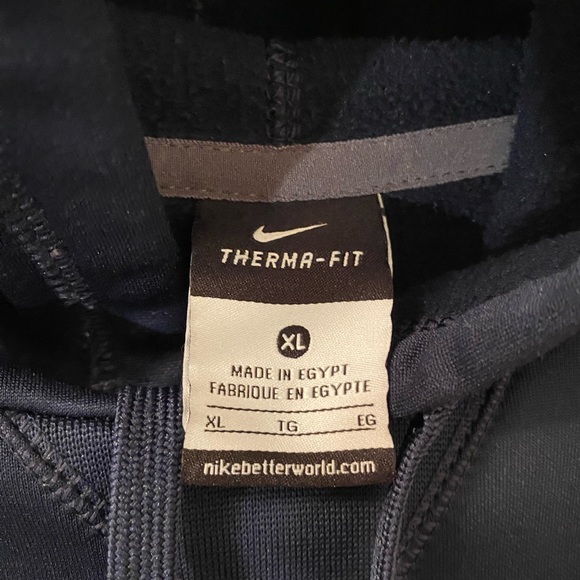 THERMA-FIT
XL
MADE IN EGYPT
FABRIQUE EN EGYPTE
XL TG EG
nikebetterworld.com